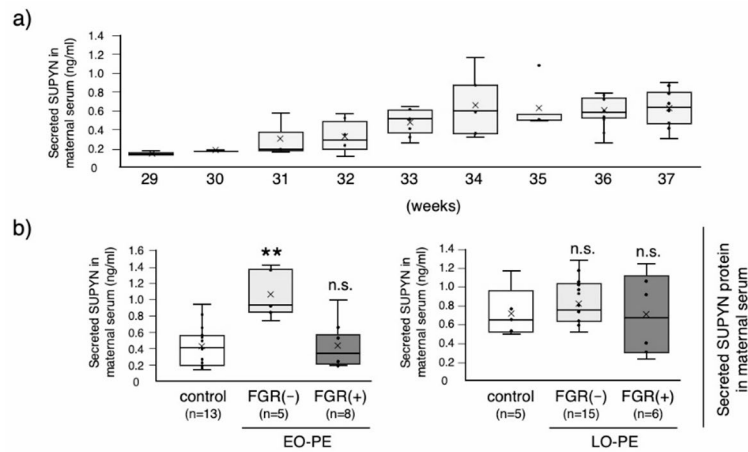 a)
Secreted SUPYN in
maternal serum (ng/ml)
1.4
1.2
1.0
0.8
0.6
0.4
0.2
0
29 30 31 32 33 34 35 36 37
(weeks)
b)
Secreted SUPYN in
maternal serum (ng/ml)
1.6
1.4
1.2
1.0
0.8
0.6
0.4
0.2
0
**
n.s.
control FGR(-) FGR(+)
(n=13) (n=5) (n=8)
EO-PE
Secreted SUPYN in
maternal serum (ng/ml)
1.4
1.2
1.0
0.8
0.6
0.4
0.2
0
n.s.
n.s.
control FGR(-) FGR(+)
(n=5) (n=15) (n=6)
LO-PE
Secreted SUPYN protein
in maternal serum